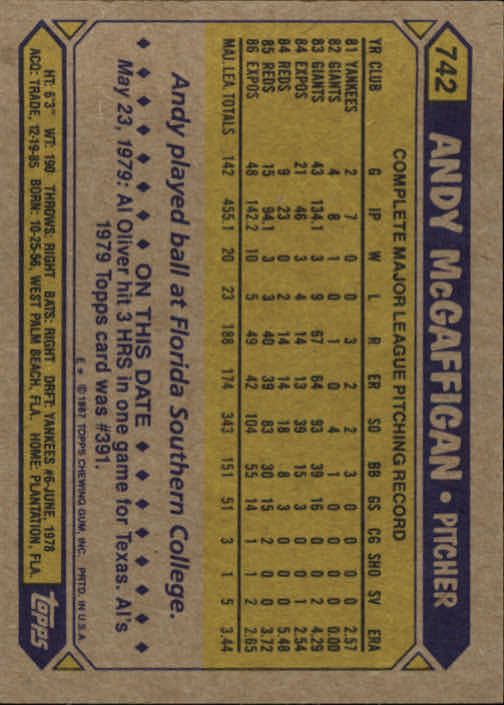 742
ANDY McGAFFIGAN • PITCHER
COMPLETE MAJOR LEAGUE PITCHING RECORD
YR CLUB G IP W L R ER SO BB GS CG SHO SV ERA
81 YANKEES 2 7 0 0 3 2 2 3 0 0 0 0 2.57
82 GIANTS 4 8 1 0 1 0 4 1 0 0 0 0 0.00
83 GIANTS 43 134.1 3 9 67 64 93 39 16 0 0 2 4.29
84 EXPOS 21 46 3 4 14 13 39 15 3 0 0 1 2.54
84 REDS 9 23 0 2 14 14 18 8 3 0 0 0 5.48
85 REDS 15 94.1 3 3 40 39 83 30 15 2 0 0 3.72
86 EXPOS 48 142.2 10 5 49 42 104 55 14 1 1 2 2.65
MAJ. LEA. TOTALS 142 455.1 20 23 188 174 343 151 51 3 1 5 3.44
Andy played ball at Florida Southern College.
♦ ♦ ♦ ♦ ♦ ♦ ON THIS DATE ♦ ♦ ♦ ♦ ♦ ♦
May 23, 1979: Al Oliver hit 3 HRS in one game for Texas. Al's
1979 Topps card was #391.
E* © 1987 TOPPS CHEWING GUM, INC. PRTD. IN U.S.A.
HT: 6'3" WT: 190 THROWS: RIGHT BATS: RIGHT DRFT: YANKEES #6-JUNE, 1978
ACQ: TRADE, 12-19-85 BORN: 10-25-56, WEST PALM BEACH, FLA. HOME: PLANTATION, FLA.
TOPPS